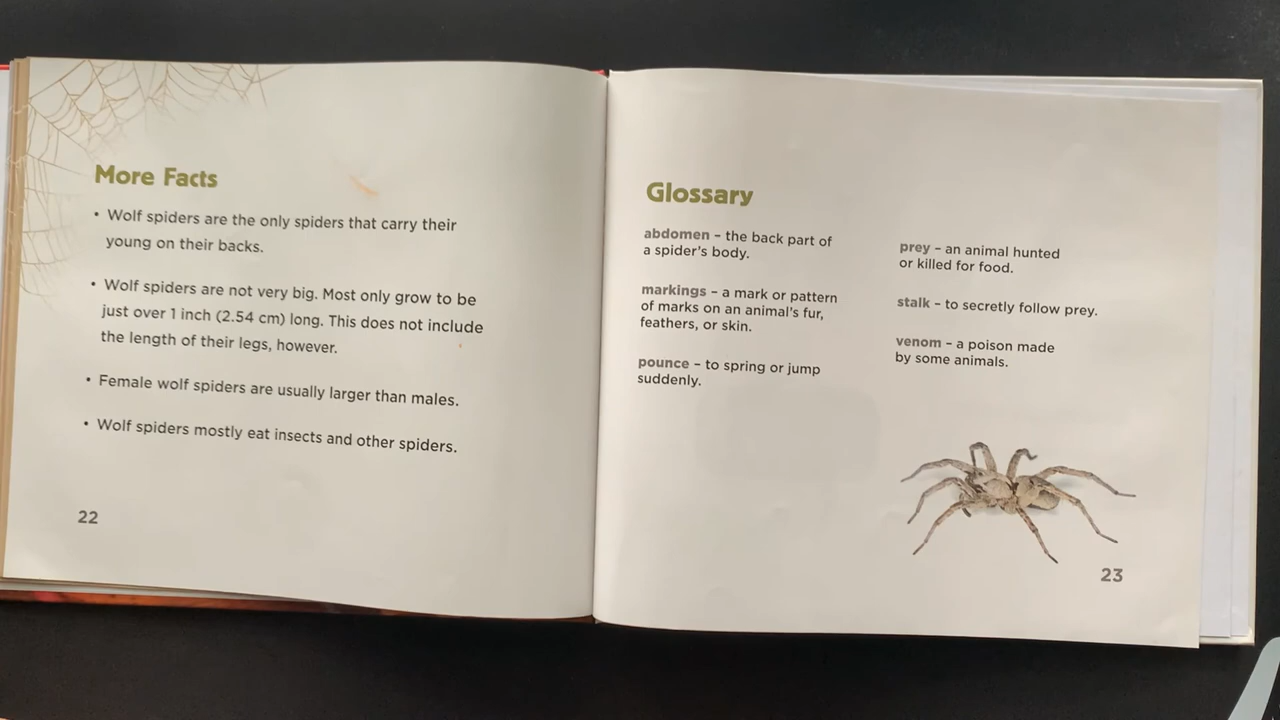 More Facts
• Wolf spiders are the only spiders that carry their
young on their backs.
• Wolf spiders are not very big. Most only grow to be
just over 1 inch (2.54 cm) long. This does not include
the length of their legs, however.
• Female wolf spiders are usually larger than males.
• Wolf spiders mostly eat insects and other spiders.
22
Glossary
abdomen – the back part of
a spider's body.
markings – a mark or pattern
of marks on an animal's fur,
feathers, or skin.
pounce – to spring or jump
suddenly.
prey – an animal hunted
or killed for food.
stalk – to secretly follow prey.
venom – a poison made
by some animals.
23